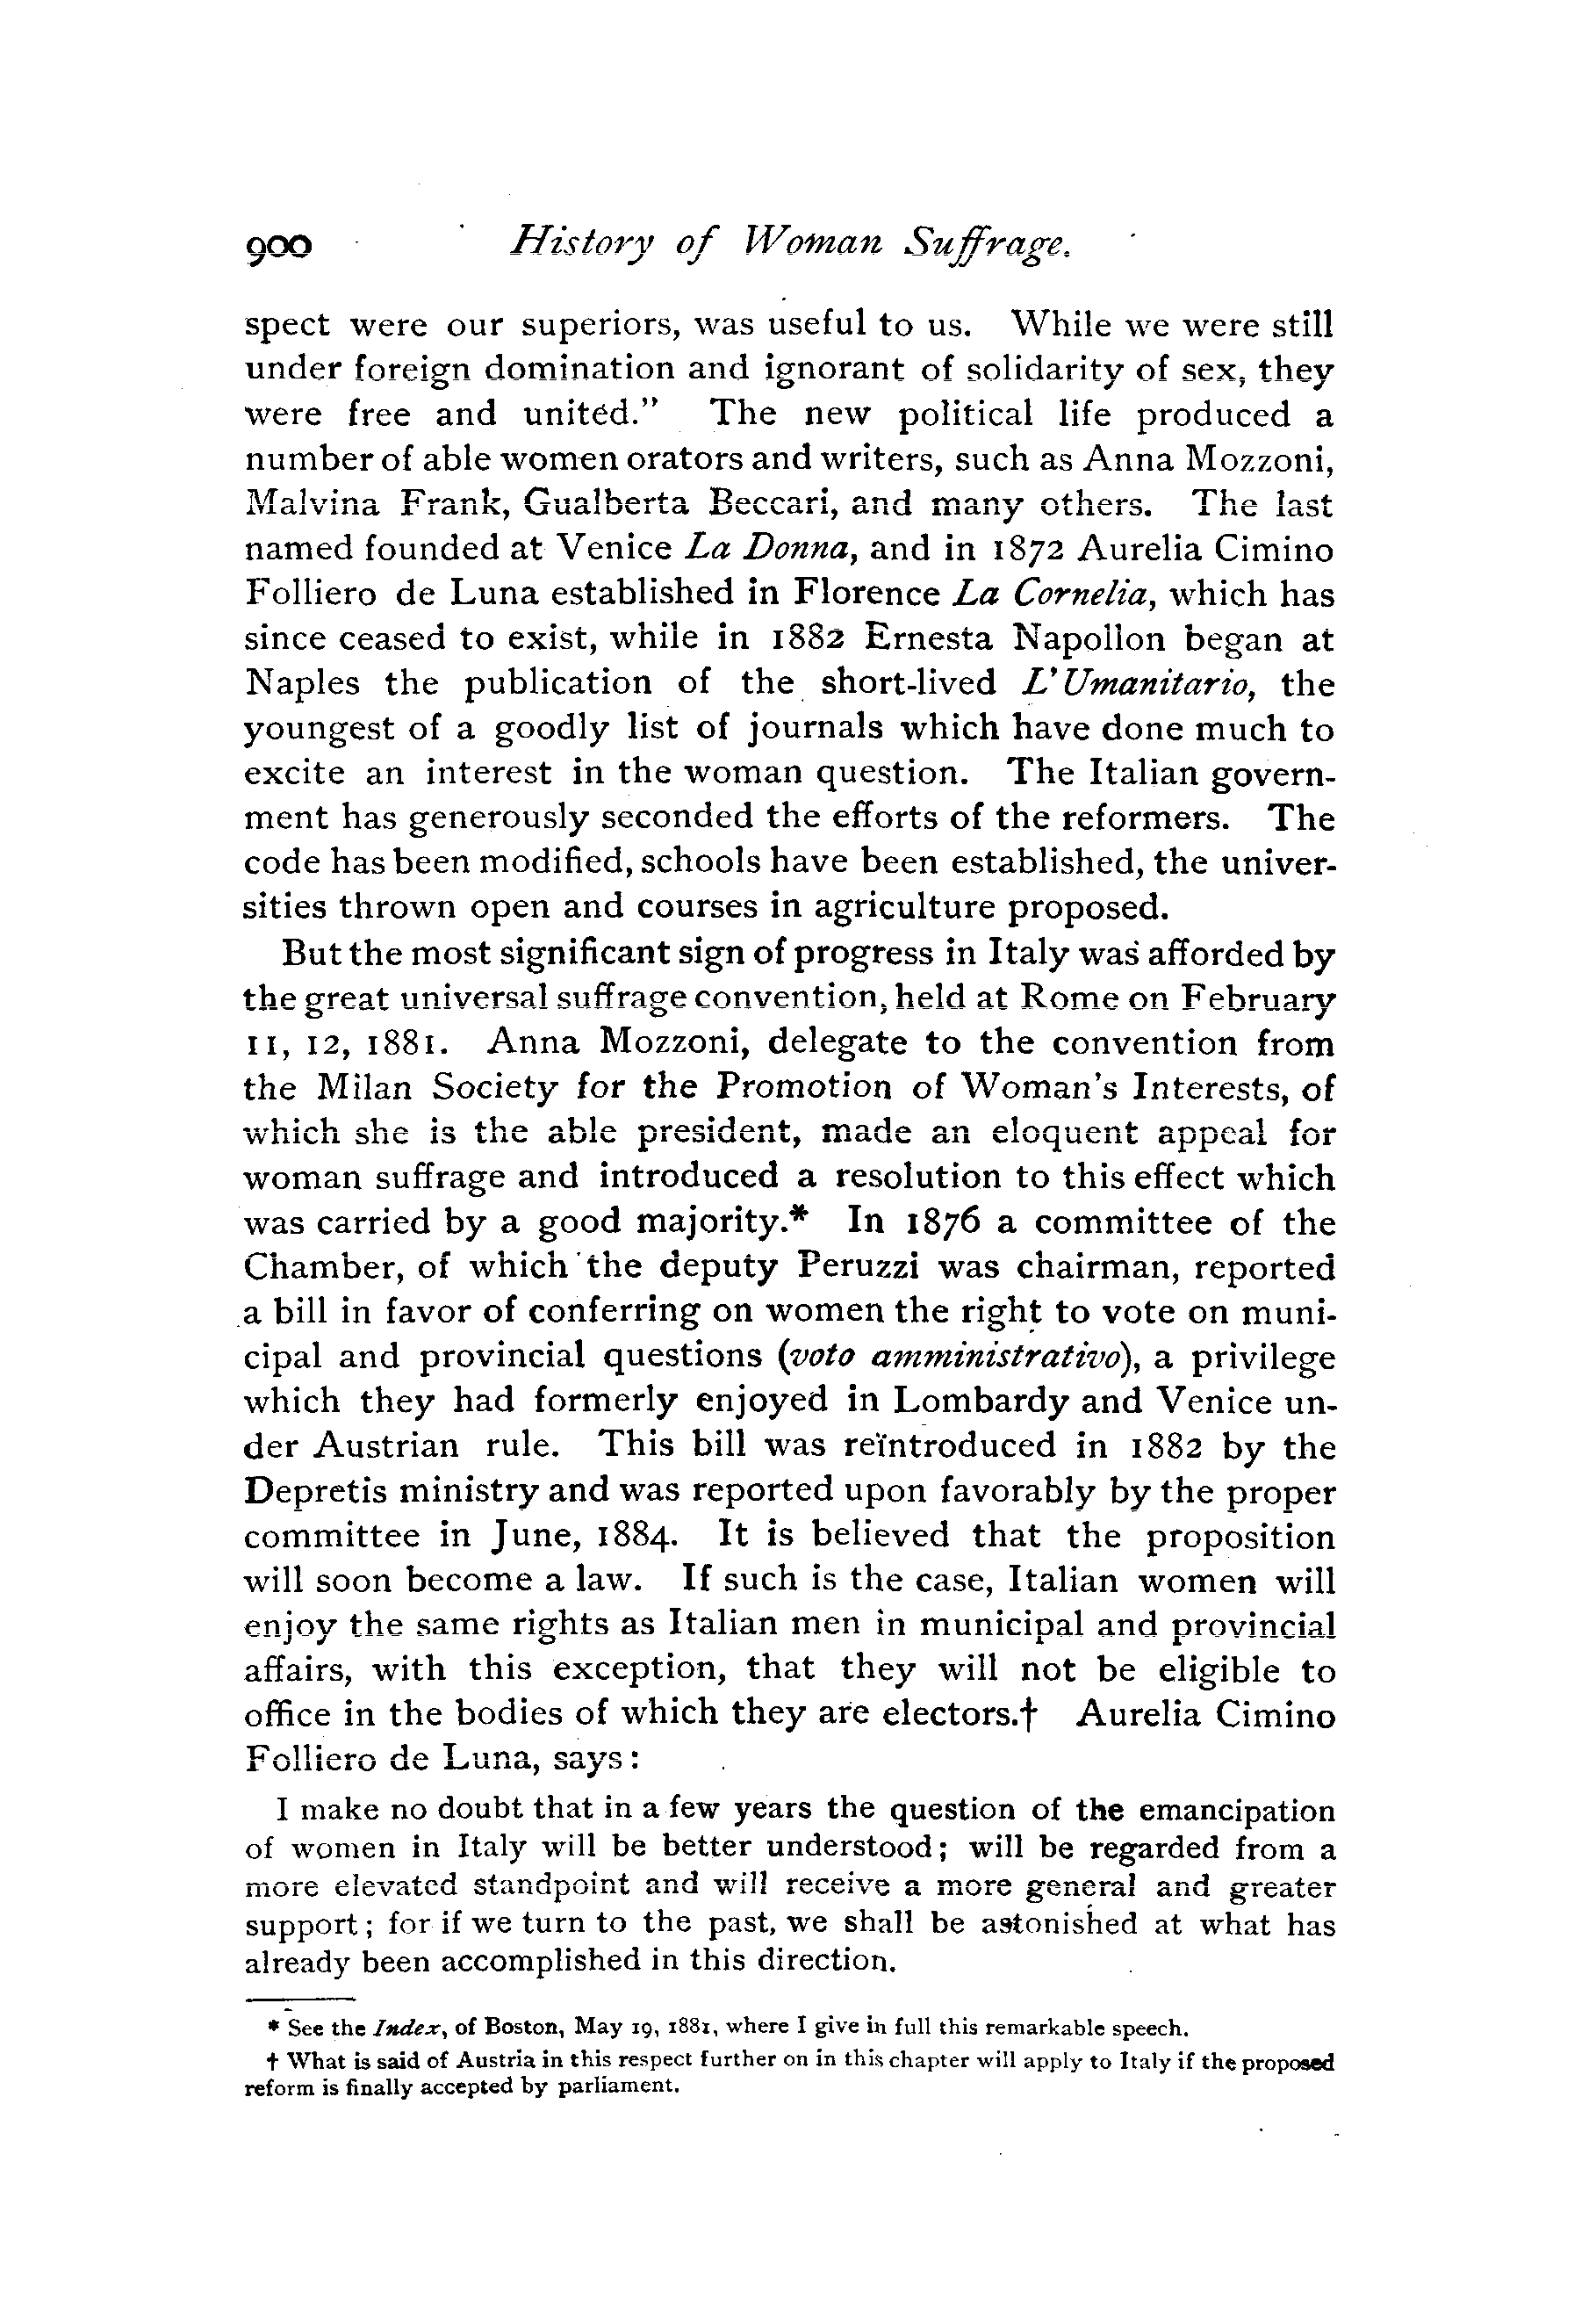 900 History of Woman Suffrage.
spect were our superiors, was useful to us. While we were still
under foreign domination and ignorant of solidarity of sex, they
were free and united." The new political life produced a
number of able women orators and writers, such as Anna Mozzoni,
Malvina Frank, Gualberta Beccari, and many others. The last
named founded at Venice La Donna, and in 1872 Aurelia Cimino
Folliero de Luna established in Florence La Cornelia, which has
since ceased to exist, while in 1882 Ernesta Napollon began at
Naples the publication of the short-lived L'Umanitario, the
youngest of a goodly list of journals which have done much to
excite an interest in the woman question. The Italian govern-
ment has generously seconded the efforts of the reformers. The
code has been modified, schools have been established, the univer-
sities thrown open and courses in agriculture proposed.
But the most significant sign of progress in Italy was afforded by
the great universal suffrage convention, held at Rome on February
11, 12, 1881. Anna Mozzoni, delegate to the convention from
the Milan Society for the Promotion of Woman's Interests, of
which she is the able president, made an eloquent appeal for
woman suffrage and introduced a resolution to this effect which
was carried by a good majority.* In 1876 a committee of the
Chamber, of which the deputy Peruzzi was chairman, reported
a bill in favor of conferring on women the right to vote on muni-
cipal and provincial questions (voto amministrativo), a privilege
which they had formerly enjoyed in Lombardy and Venice un-
der Austrian rule. This bill was reïntroduced in 1882 by the
Depretis ministry and was reported upon favorably by the proper
committee in June, 1884. It is believed that the proposition
will soon become a law. If such is the case, Italian women will
enjoy the same rights as Italian men in municipal and provincial
affairs, with this exception, that they will not be eligible to
office in the bodies of which they are electors.† Aurelia Cimino
Folliero de Luna, says:
I make no doubt that in a few years the question of the emancipation
of women in Italy will be better understood; will be regarded from a
more elevated standpoint and will receive a more general and greater
support; for if we turn to the past, we shall be astonished at what has
already been accomplished in this direction.
* See the Index, of Boston, May 19, 1881, where I give in full this remarkable speech.
† What is said of Austria in this respect further on in this chapter will apply to Italy if the proposed
reform is finally accepted by parliament.